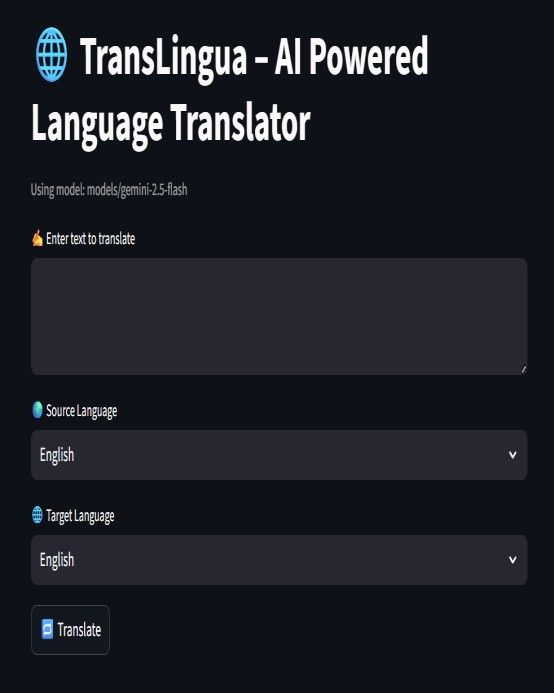 🌐 TransLingua – AI Powered
Language Translator
Using model: models/gemini-2.5-flash
✍️ Enter text to translate
🌍 Source Language
English
🌐 Target Language
English
🔁 Translate